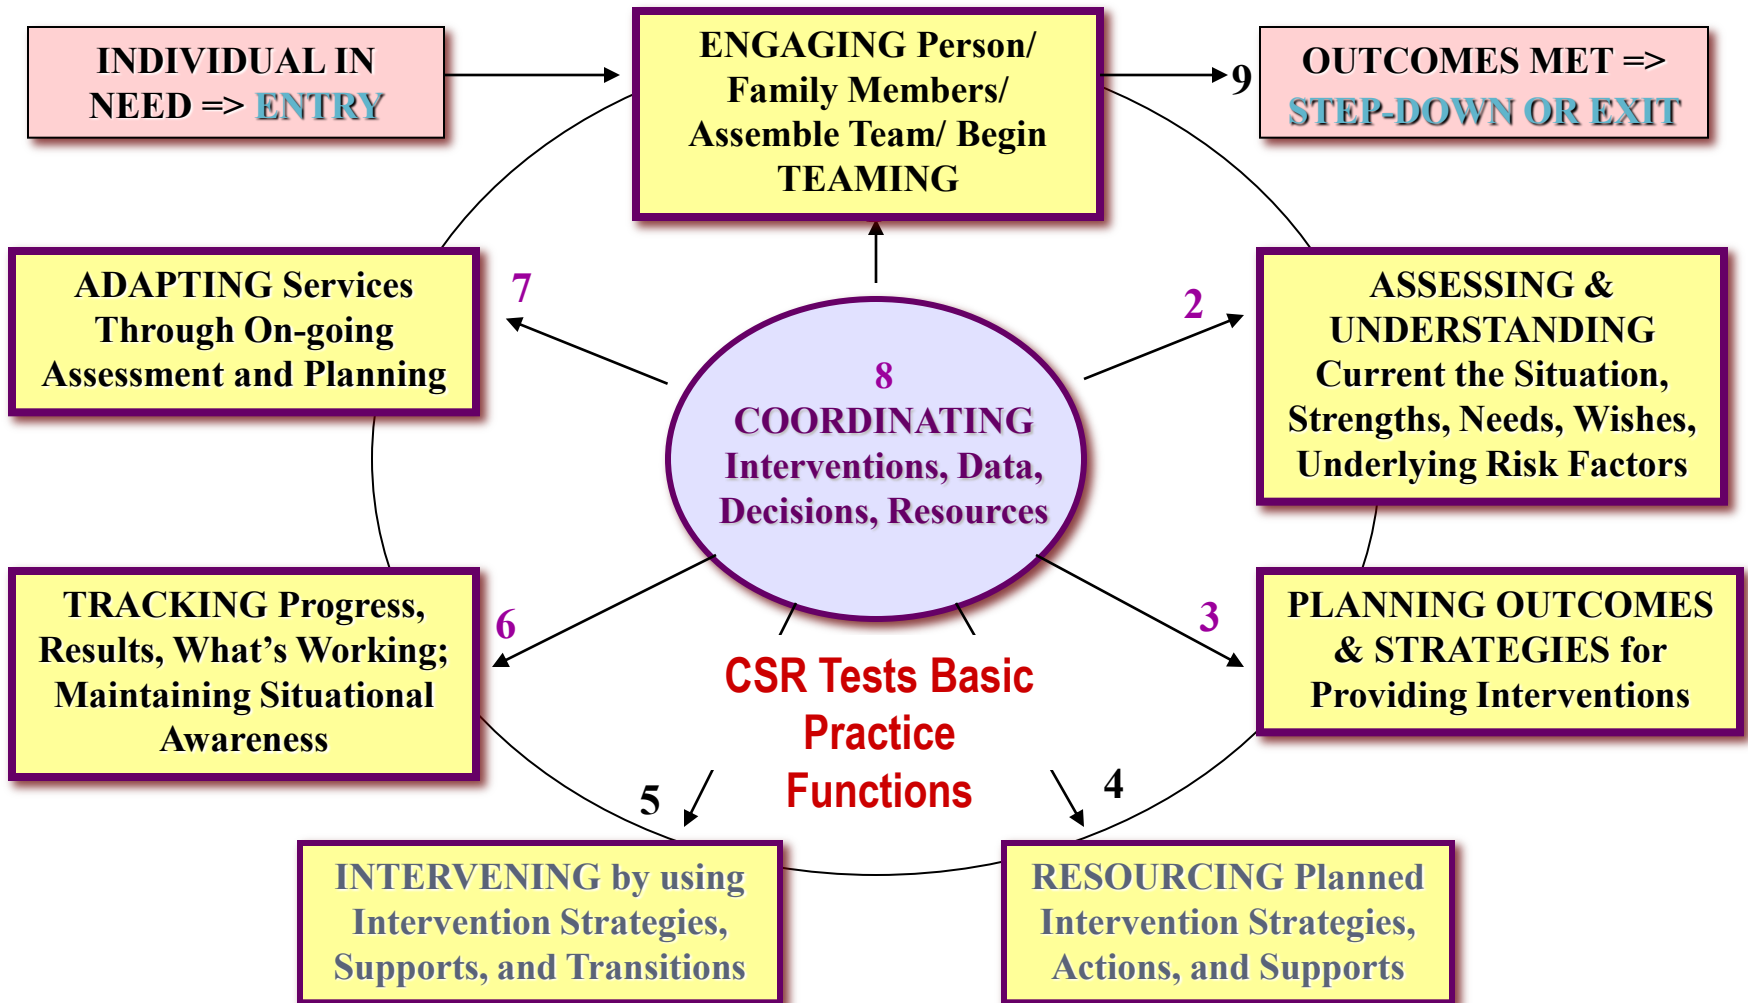 INDIVIDUAL IN
NEED => ENTRY
ENGAGING Person/
Family Members/
Assemble Team/ Begin
TEAMING
9
OUTCOMES MET =>
STEP-DOWN OR EXIT
ADAPTING Services
Through On-going
Assessment and Planning
7
2
ASSESSING &
UNDERSTANDING
Current the Situation,
Strengths, Needs, Wishes,
Underlying Risk Factors
8
COORDINATING
Interventions, Data,
Decisions, Resources
TRACKING Progress,
Results, What’s Working;
Maintaining Situational
Awareness
6
3
PLANNING OUTCOMES
& STRATEGIES for
Providing Interventions
CSR Tests Basic
Practice
Functions
5
4
INTERVENING by using
Intervention Strategies,
Supports, and Transitions
RESOURCING Planned
Intervention Strategies,
Actions, and Supports